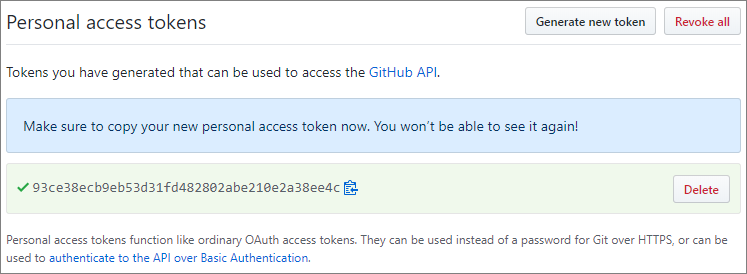 Personal access tokens
Generate new token
Revoke all
Tokens you have generated that can be used to access the GitHub API.
Make sure to copy your new personal access token now. You won't be able to see it again!
93ce38ecb9eb53d31fd482802abe210e2a38ee4c
Delete
Personal access tokens function like ordinary OAuth access tokens. They can be used instead of a password for Git over HTTPS, or can be
used to authenticate to the API over Basic Authentication.